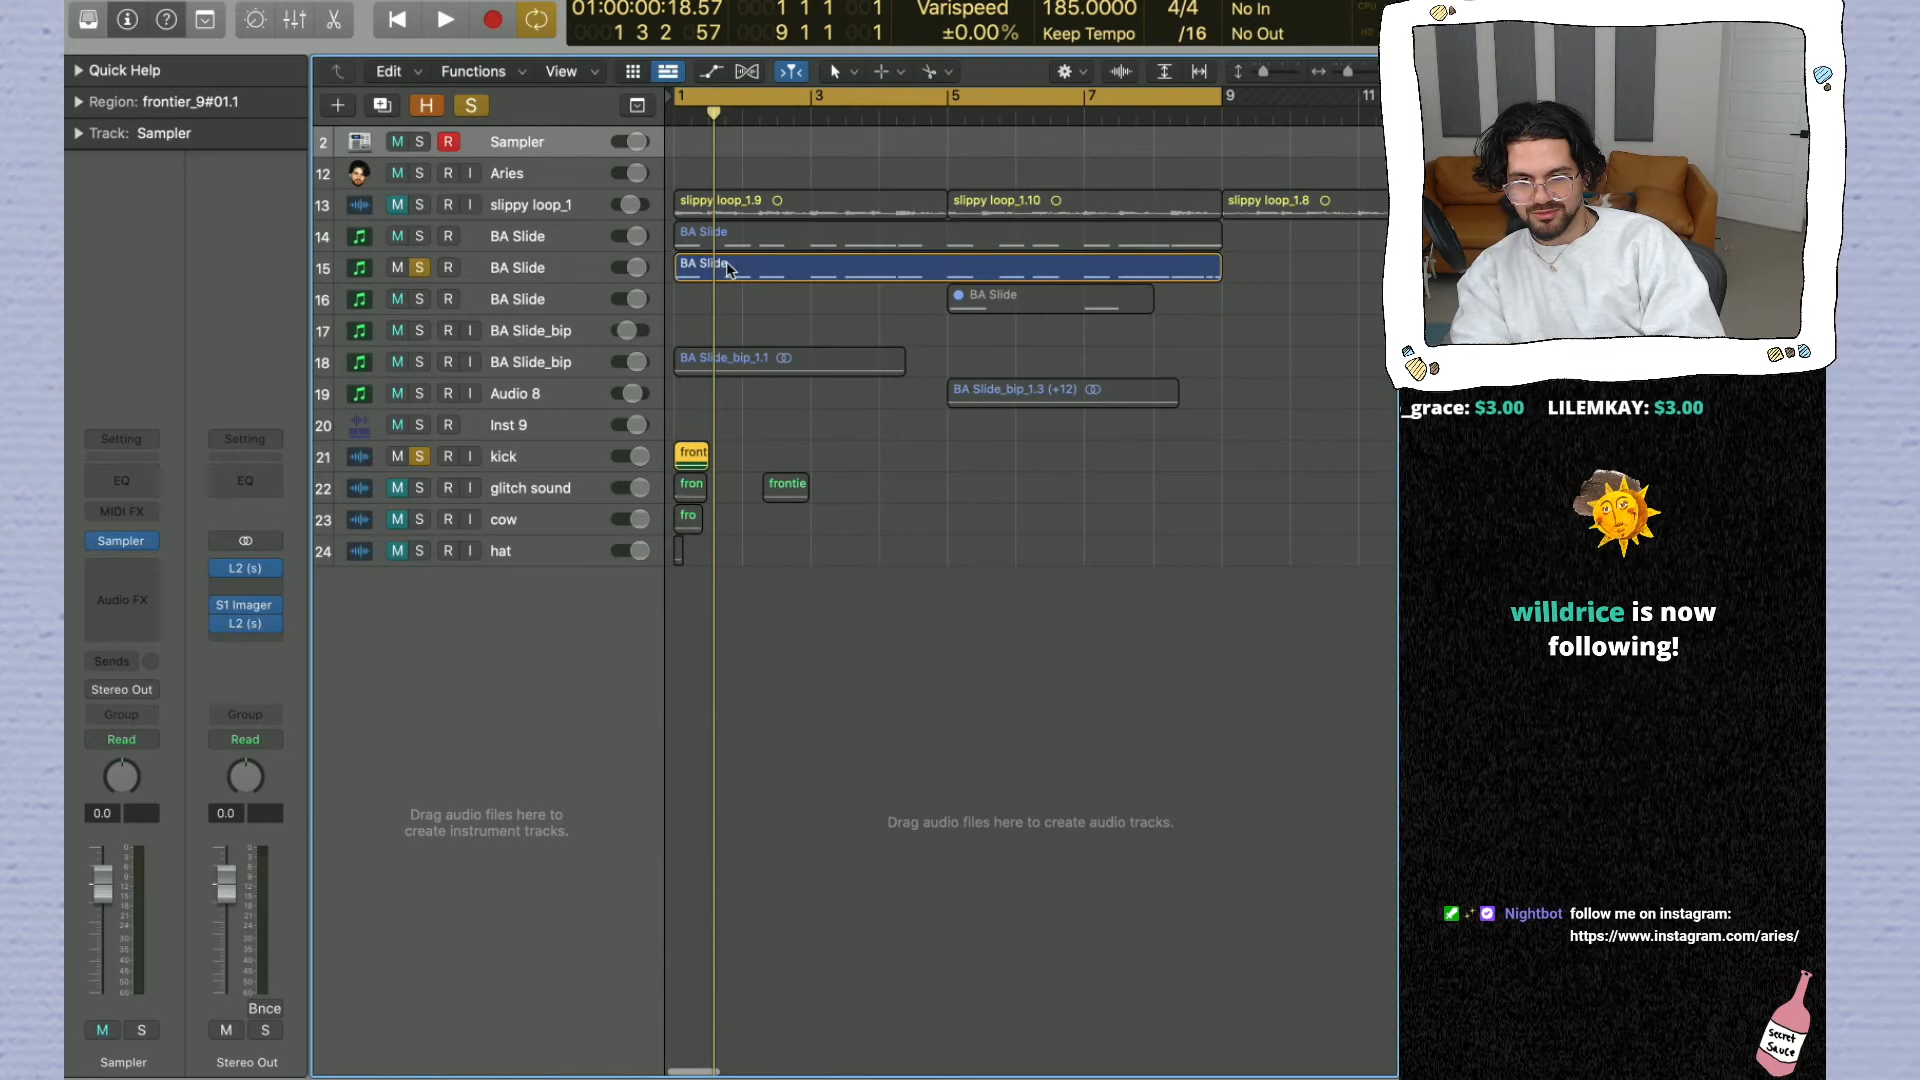 01:00:00:00:18.57
1 1 1 1
Varispeed
185.0000
4/4
No In
CPU
0001 3 2 057
0009 1 1 001
±0.00%
Keep Tempo
/16
No Out
HD
Quick Help
Region: frontier_9#01.1
Track: Sampler
Edit
Functions
View
H
S
1
3
5
7
9
11
2 M S R Sampler
12 M S R I Aries
13 M S R I slippy loop_1
slippy loop_1.9
slippy loop_1.10
slippy loop_1.8
14 M S R BA Slide
BA Slide
15 M S R BA Slide
BA Slide
16 M S R BA Slide
BA Slide
17 M S R I BA Slide_bip
18 M S R I BA Slide_bip
BA Slide_bip_1.1
19 M S R I Audio 8
BA Slide_bip_1.3 (+12)
20 M S R Inst 9
21 M S R I kick
front
22 M S R I glitch sound
fron
frontie
23 M S R I cow
fro
24 M S R I hat
Setting
Setting
EQ
EQ
MIDI FX
Sampler
L2 (s)
Audio FX
S1 Imager
L2 (s)
Sends
Stereo Out
Group
Group
Read
Read
0.0
0.0
Bnce
M
S
M
S
Sampler
Stereo Out
Drag audio files here to
create instrument tracks.
Drag audio files here to create audio tracks.
_grace: $3.00
LILEMKAY: $3.00
willdrice is now
following!
Nightbot follow me on instagram:
https://www.instagram.com/aries/
Secret
Sauce